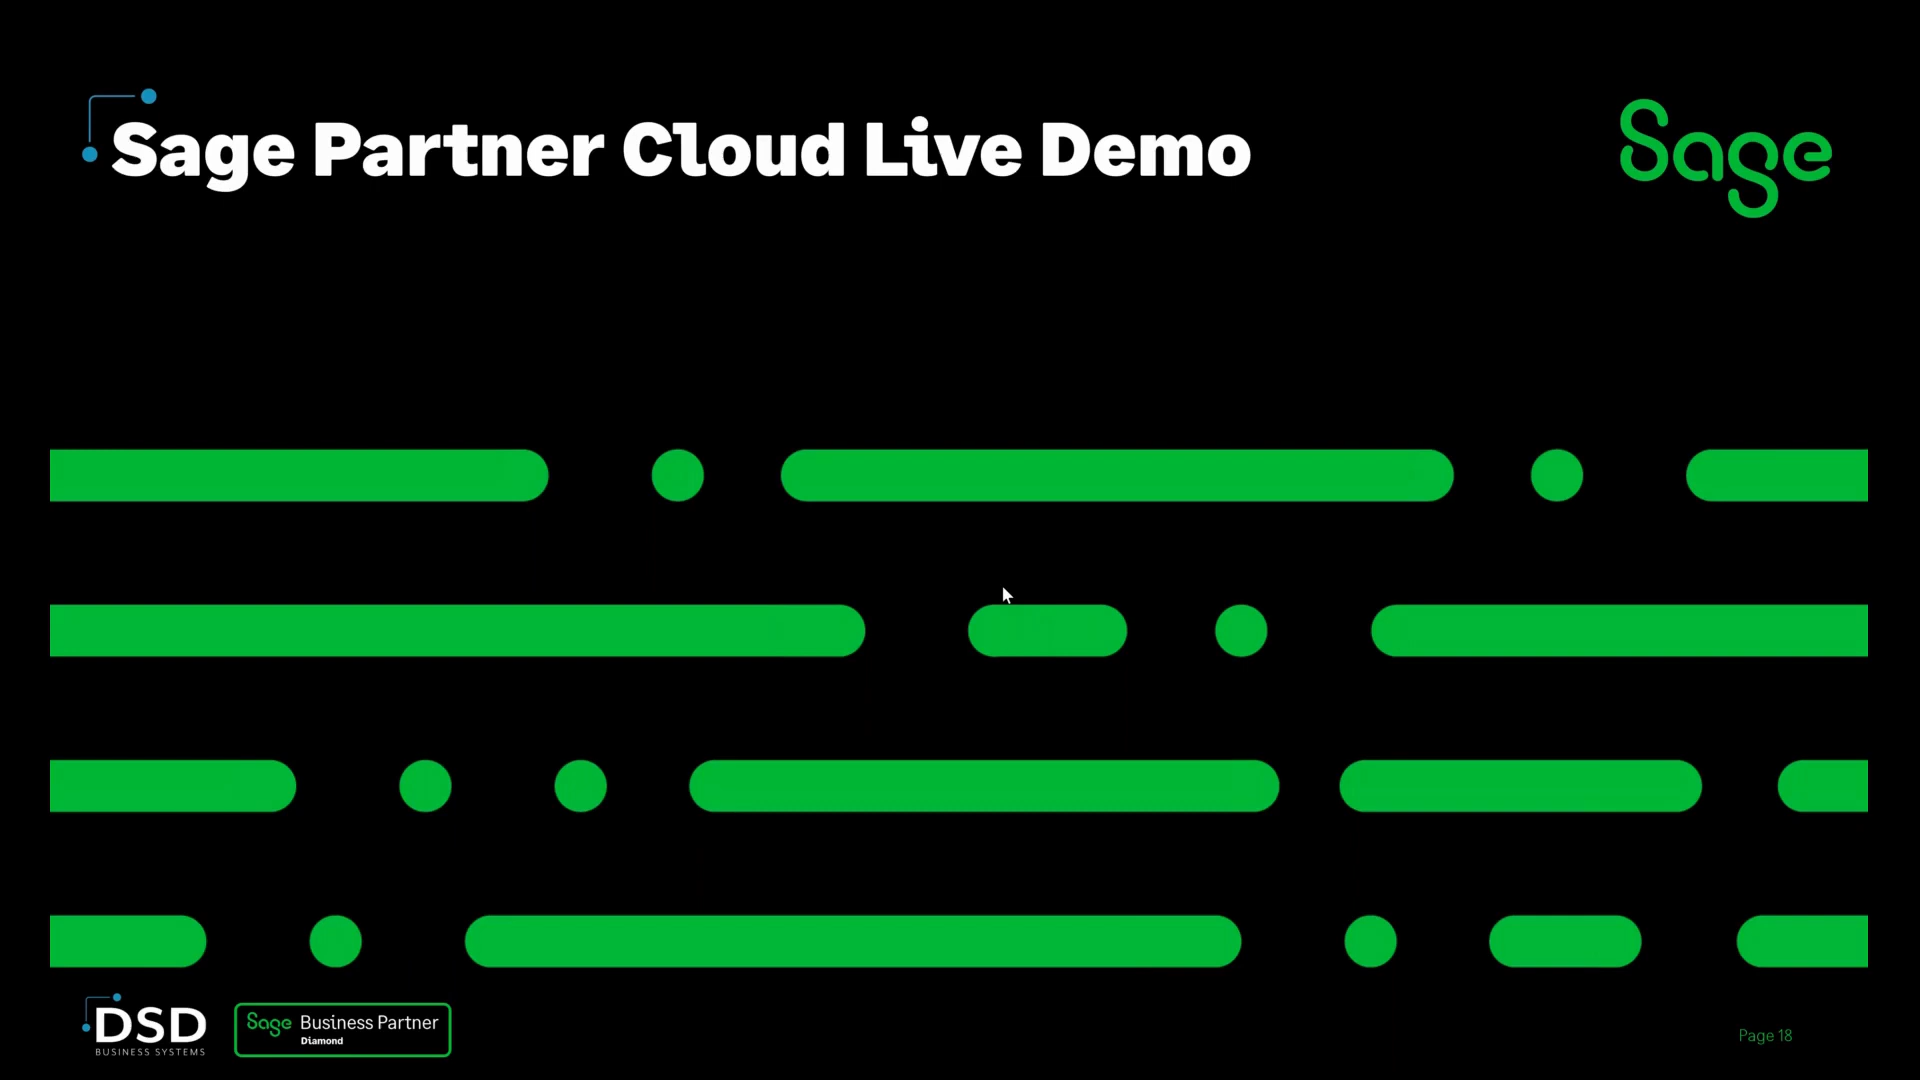 Sage Partner Cloud Live Demo
Sage
DSD
BUSINESS SYSTEMS
Sage Business Partner
Diamond
Page 18